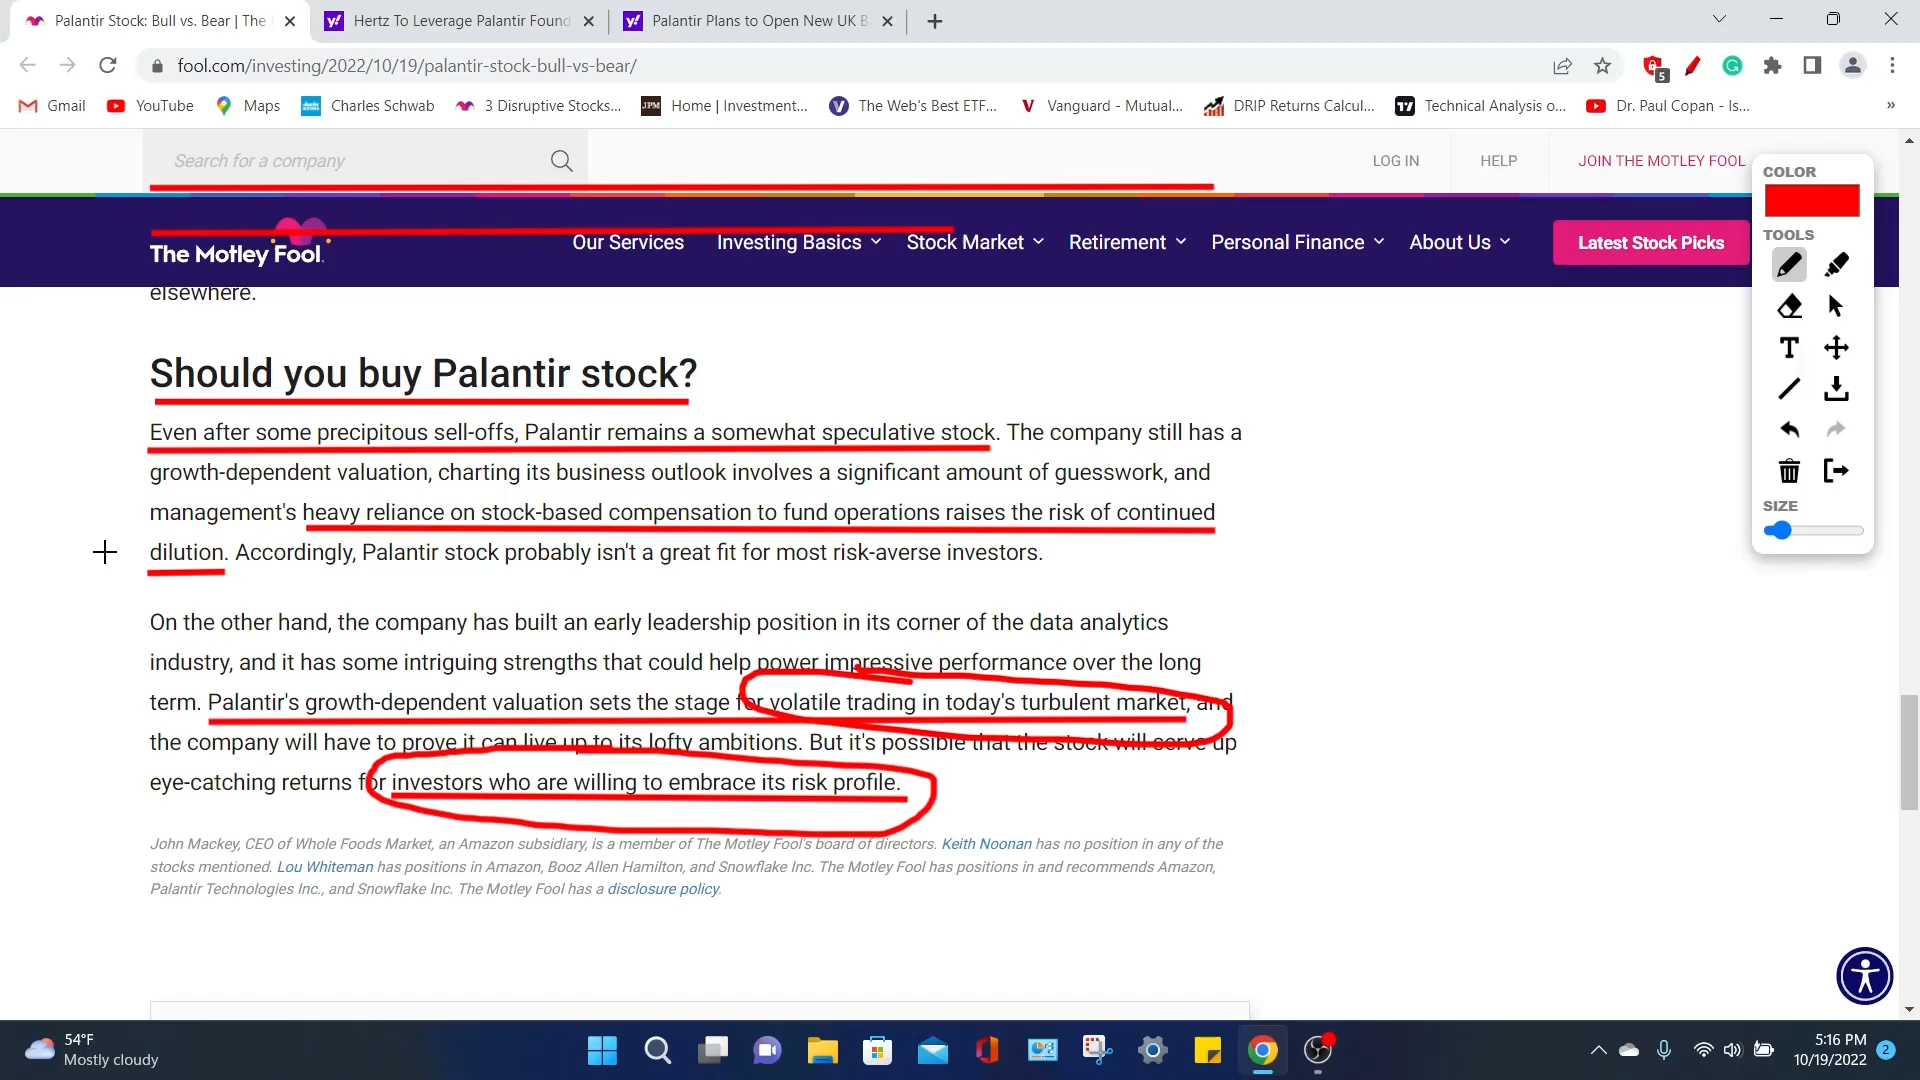 Palantir Stock: Bull vs. Bear | The
Hertz To Leverage Palantir Found
Palantir Plans to Open New UK B
fool.com/investing/2022/10/19/palantir-stock-bull-vs-bear/
5
Gmail
YouTube
Maps
Charles Schwab
3 Disruptive Stocks...
JPM
Home | Investment...
The Web's Best ETF...
Vanguard - Mutual...
DRIP Returns Calcul...
Technical Analysis o...
Dr. Paul Copan - Is...
»
Search for a company
LOG IN
HELP
JOIN THE MOTLEY FOOL
The Motley Fool.
Our Services
Investing Basics
Stock Market
Retirement
Personal Finance
About Us
Latest Stock Picks
COLOR
TOOLS
SIZE
elsewhere.
Should you buy Palantir stock?
Even after some precipitous sell-offs, Palantir remains a somewhat speculative stock. The company still has a
growth-dependent valuation, charting its business outlook involves a significant amount of guesswork, and
management's heavy reliance on stock-based compensation to fund operations raises the risk of continued
dilution. Accordingly, Palantir stock probably isn't a great fit for most risk-averse investors.
On the other hand, the company has built an early leadership position in its corner of the data analytics
industry, and it has some intriguing strengths that could help power impressive performance over the long
term. Palantir's growth-dependent valuation sets the stage for volatile trading in today's turbulent market, and
the company will have to prove it can live up to its lofty ambitions. But it's possible that the stock will serve up
eye-catching returns for investors who are willing to embrace its risk profile.
John Mackey, CEO of Whole Foods Market, an Amazon subsidiary, is a member of The Motley Fool's board of directors. Keith Noonan has no position in any of the
stocks mentioned. Lou Whiteman has positions in Amazon, Booz Allen Hamilton, and Snowflake Inc. The Motley Fool has positions in and recommends Amazon,
Palantir Technologies Inc., and Snowflake Inc. The Motley Fool has a disclosure policy.
54°F
Mostly cloudy
5:16 PM
10/19/2022
2